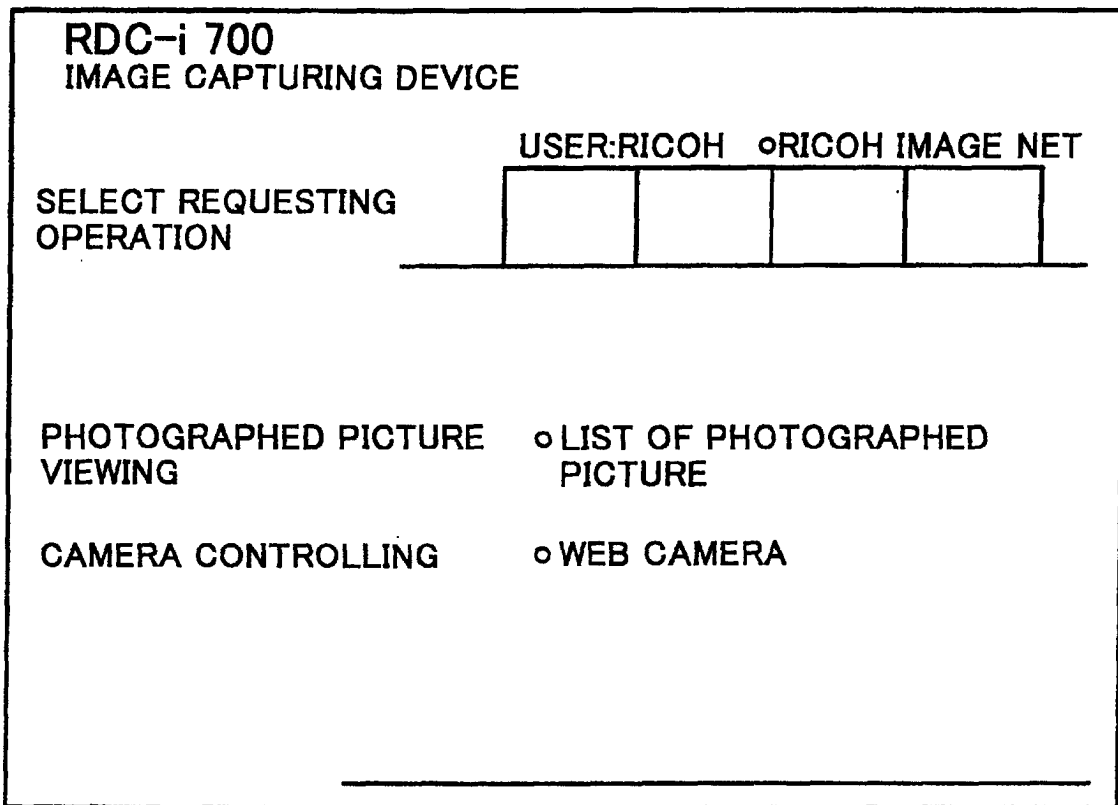 RDC-i 700
IMAGE CAPTURING DEVICE
USER:RICOH ○RICOH IMAGE NET
SELECT REQUESTING
OPERATION
PHOTOGRAPHED PICTURE
VIEWING
○ LIST OF PHOTOGRAPHED
PICTURE
CAMERA CONTROLLING
○ WEB CAMERA